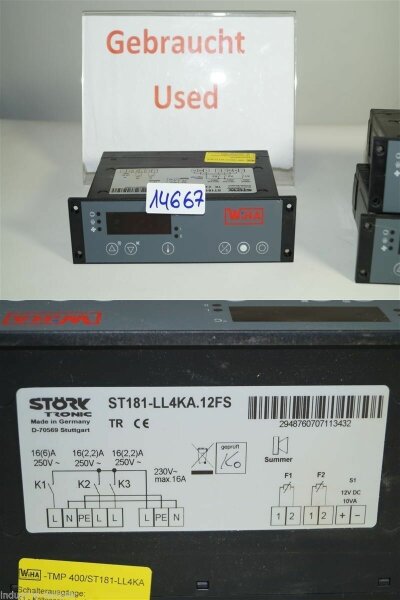 Gebraucht
Used
14667
WiHA
STÖRK
TRONIC
Made in Germany
D-70569 Stuttgart
ST181-LL4KA.12FS
TR CE
2948760707113432
16(6)A 16(2,2)A 16(2,2)A
250V~ 250V~ 250V~
230V~
max.16A
geprüft
Summer
K1 K2 K3
F1 F2 S1
12V DC
10VA
L N PE L L L PE N
1 2 1 2 + −
WiHA -TMP 400/ST181-LL4KA
Schalterausgänge: